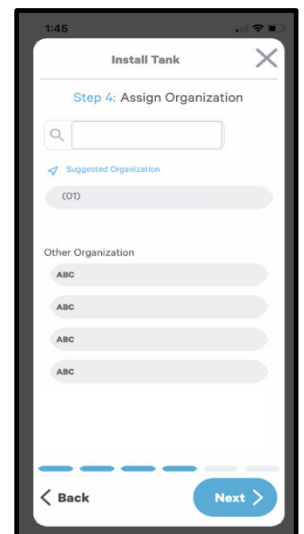 1:45
Install Tank
Step 4: Assign Organization
Suggested Organization
(01)
Other Organization
ABC
ABC
ABC
ABC
Back
Next